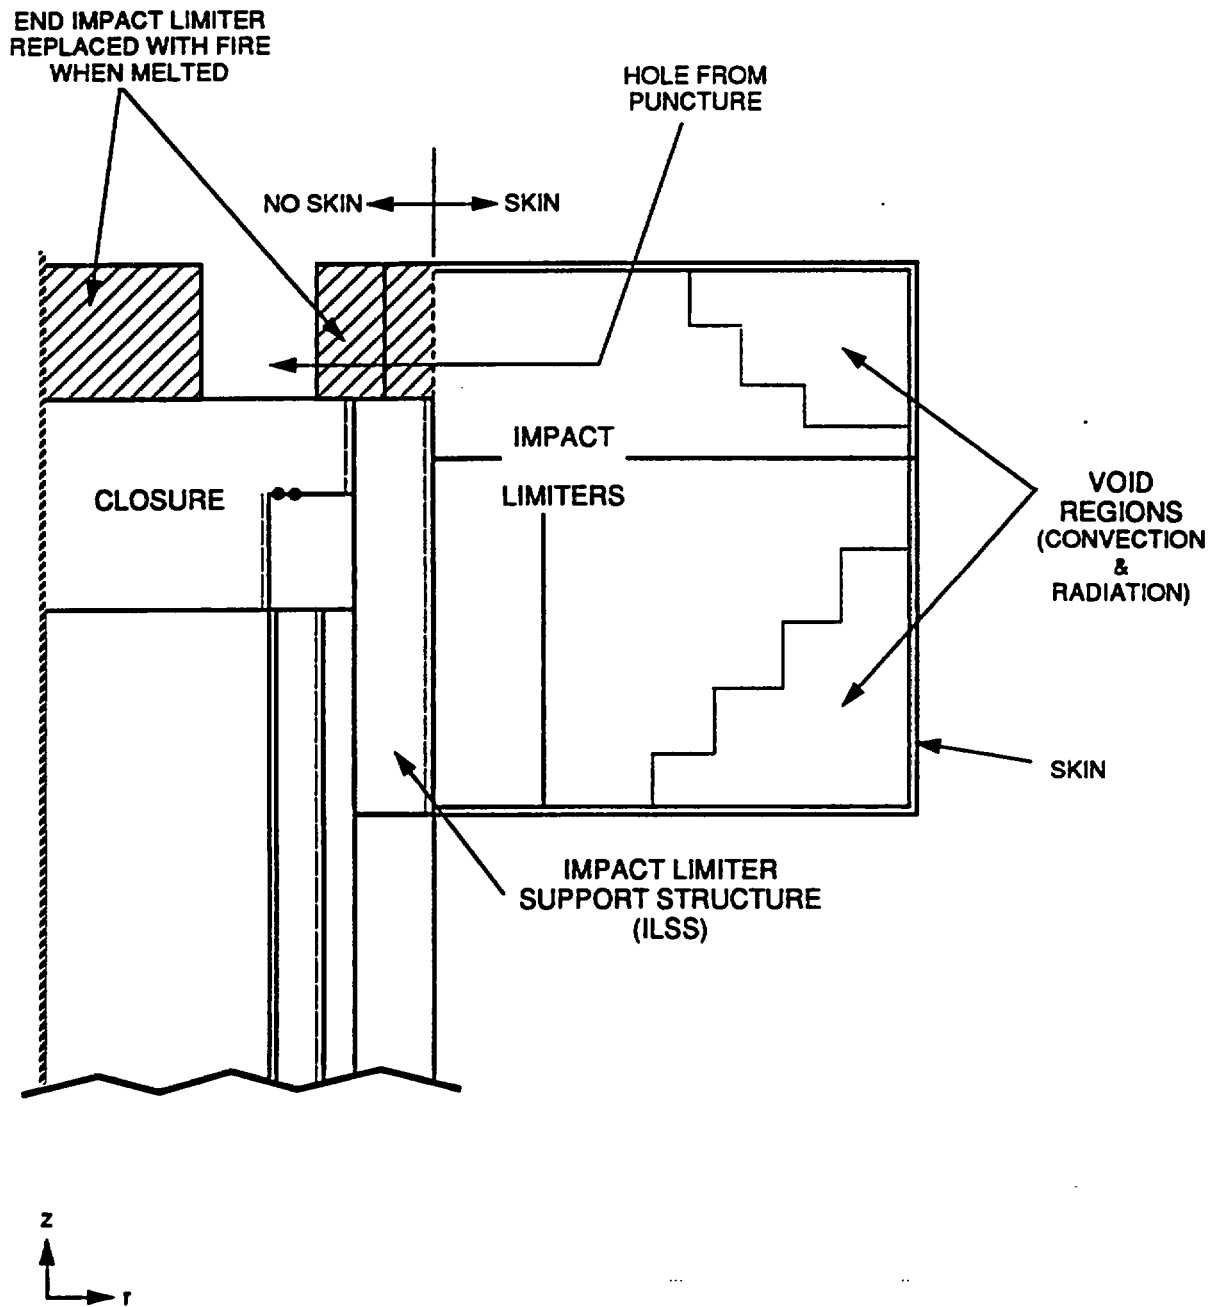 END IMPACT LIMITER
REPLACED WITH FIRE
WHEN MELTED
HOLE FROM
PUNCTURE
NO SKIN
SKIN
IMPACT
LIMITERS
CLOSURE
VOID
REGIONS
(CONVECTION
&
RADIATION)
SKIN
IMPACT LIMITER
SUPPORT STRUCTURE
(ILSS)
z
r